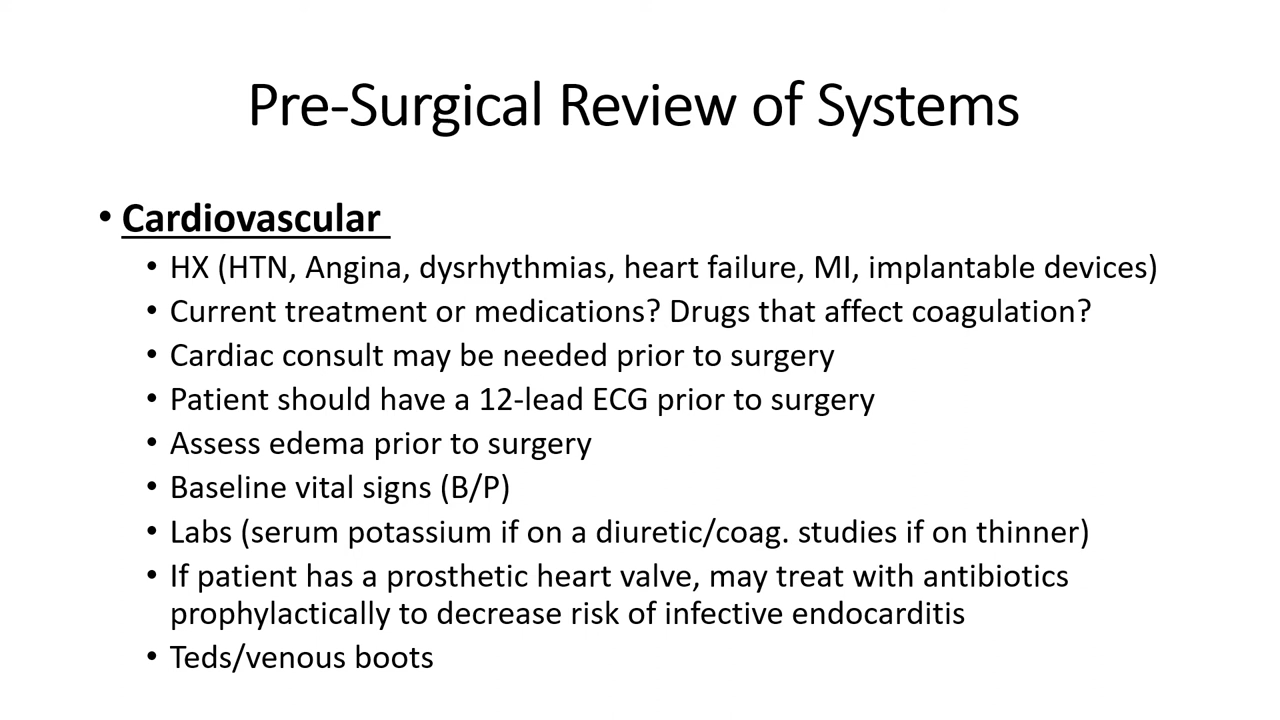 Pre-Surgical Review of Systems
• Cardiovascular
• HX (HTN, Angina, dysrhythmias, heart failure, MI, implantable devices)
• Current treatment or medications? Drugs that affect coagulation?
• Cardiac consult may be needed prior to surgery
• Patient should have a 12-lead ECG prior to surgery
• Assess edema prior to surgery
• Baseline vital signs (B/P)
• Labs (serum potassium if on a diuretic/coag. studies if on thinner)
• If patient has a prosthetic heart valve, may treat with antibiotics
prophylactically to decrease risk of infective endocarditis
• Teds/venous boots